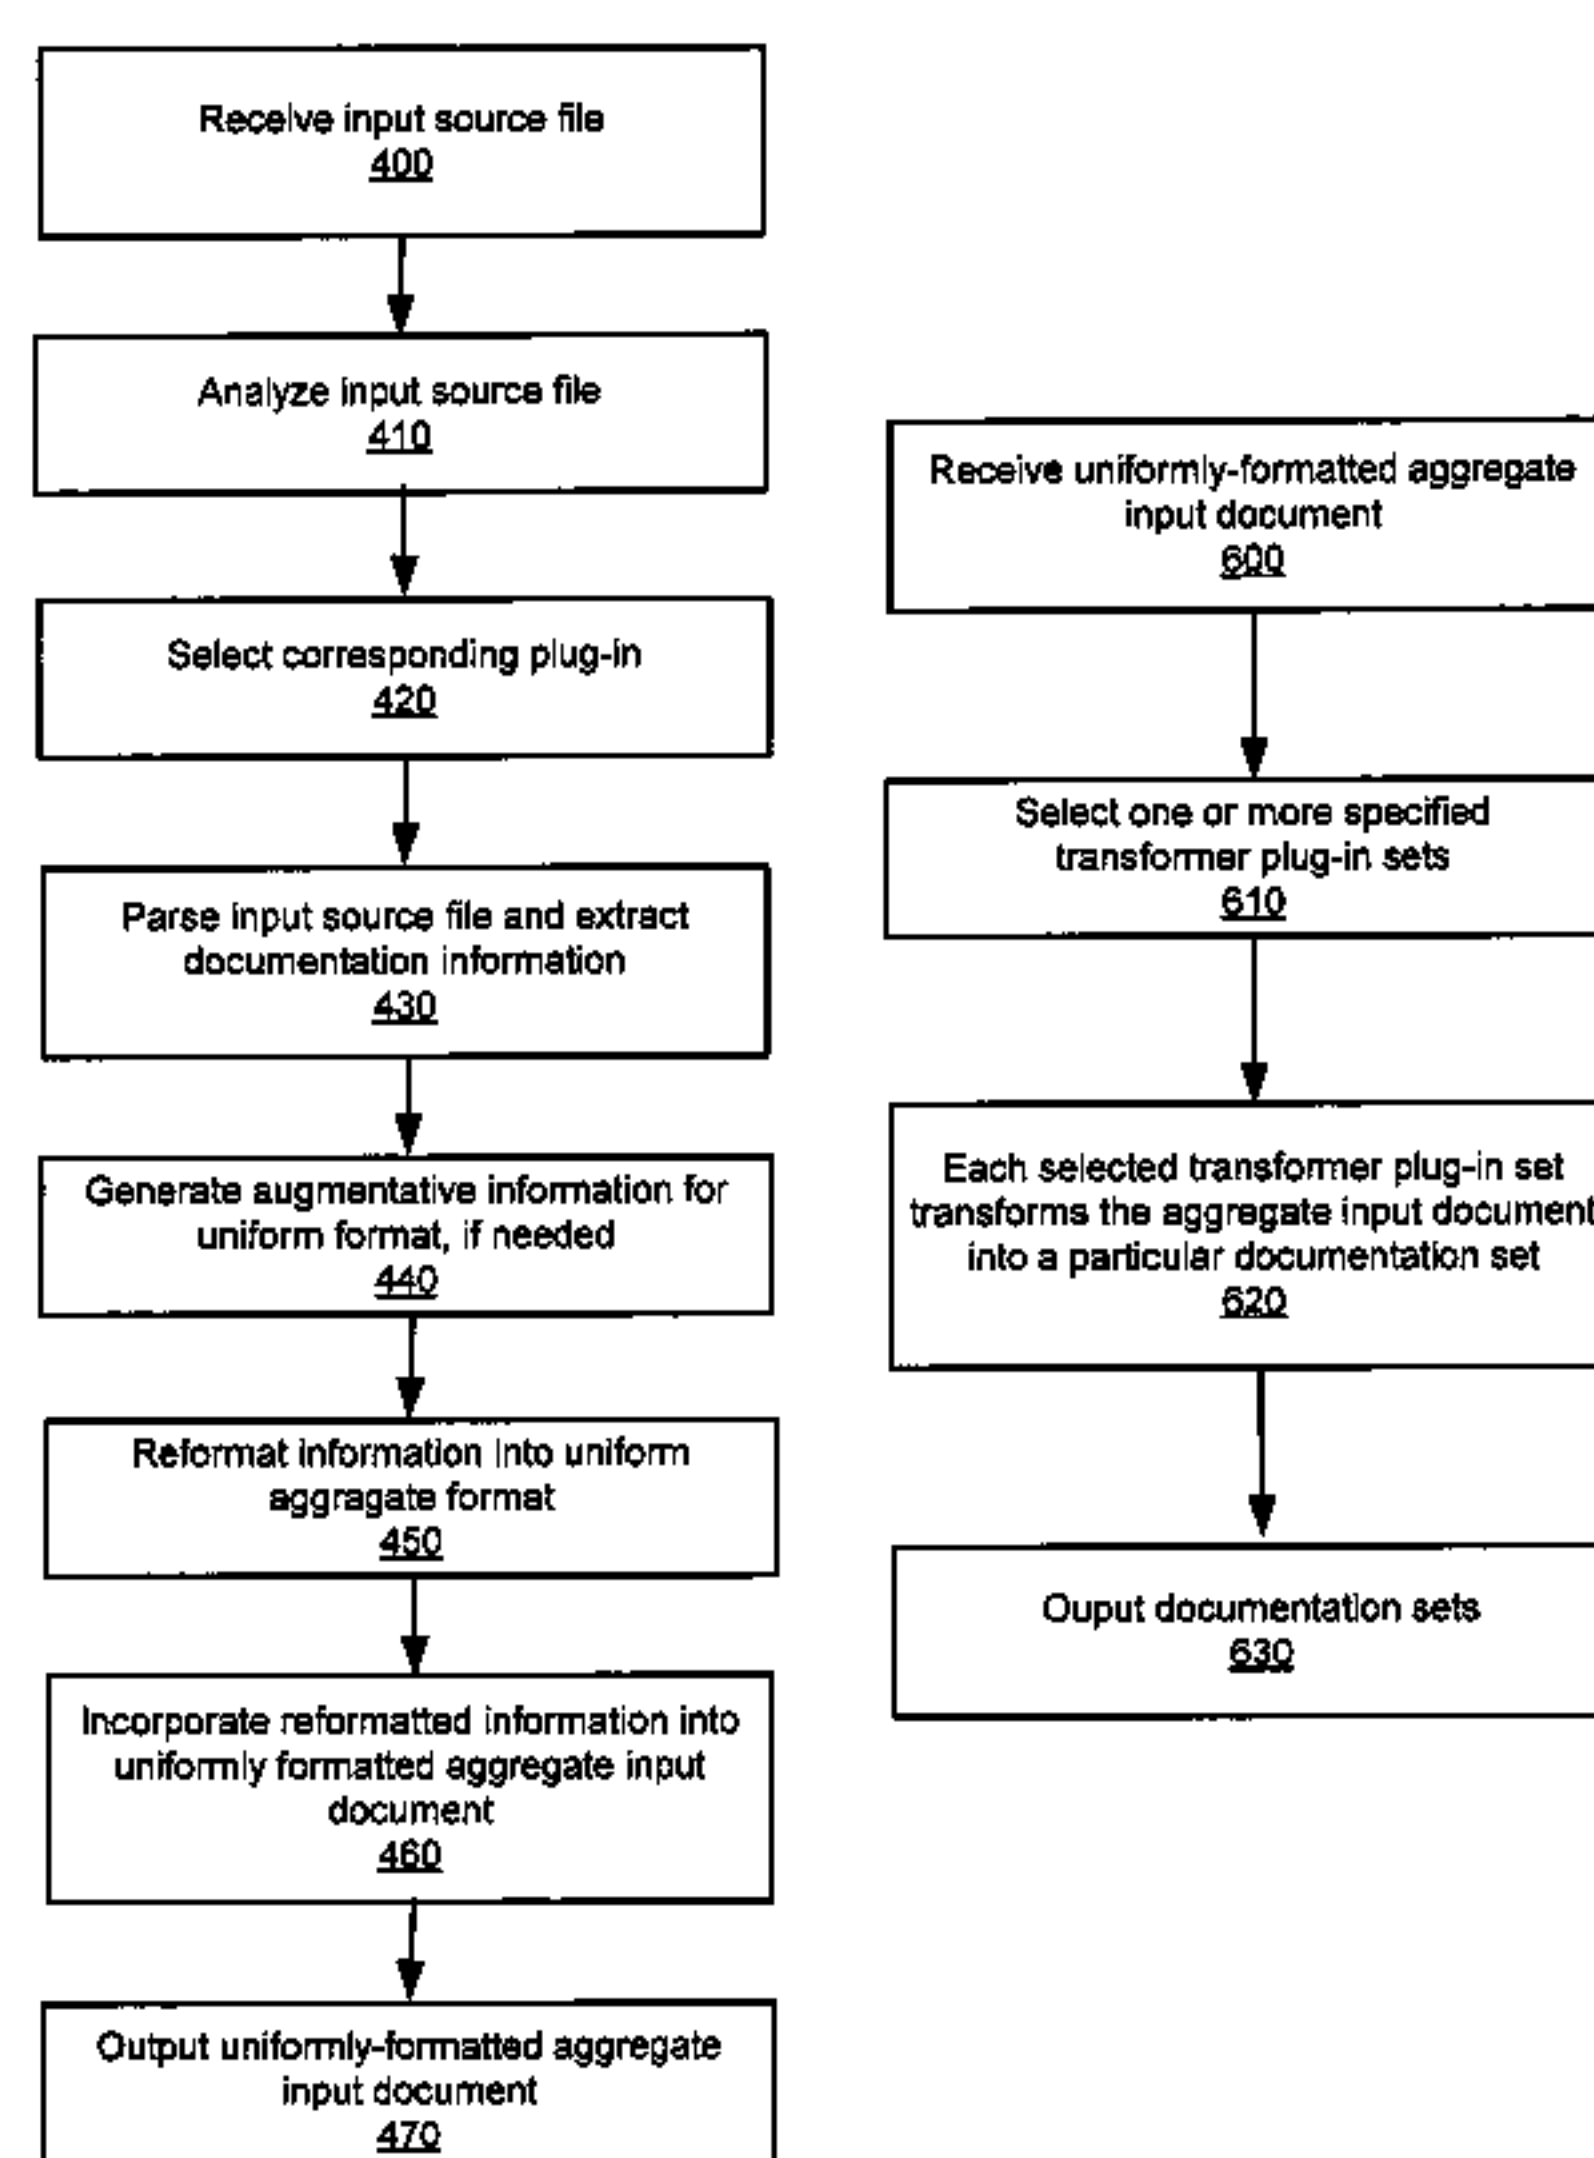 Receive input source file
400
Analyze input source file
410
Select corresponding plug-in
420
Parse input source file and extract
documentation information
430
Generate augmentative information for
uniform format, if needed
440
Reformat information into uniform
aggragate format
450
Incorporate reformatted information into
uniformly formatted aggregate input
document
460
Output uniformly-formatted aggregate
input document
470
Receive uniformly-formatted aggregate
input document
600
Select one or more specified
transformer plug-in sets
610
Each selected transformer plug-in set
transforms the aggregate input document
into a particular documentation set
620
Ouput documentation sets
630